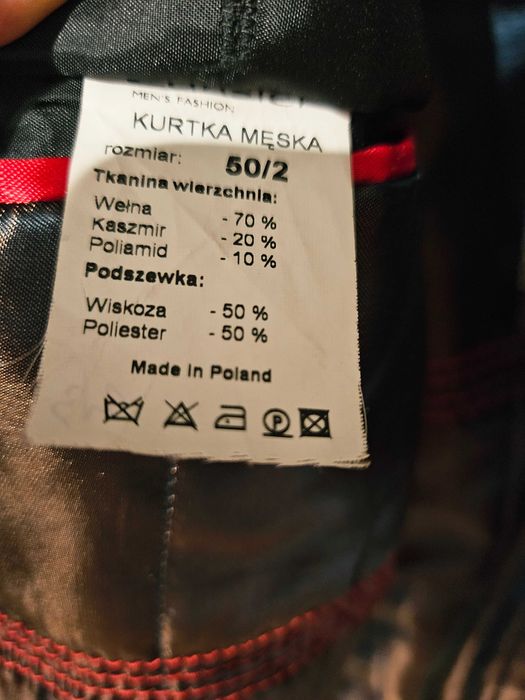 MEN'S FASHION
KURTKA MĘSKA
rozmiar: 50/2
Tkanina wierzchnia:
Wełna - 70 %
Kaszmir - 20 %
Poliamid - 10 %
Podszewka:
Wiskoza - 50 %
Poliester - 50 %
Made in Poland
P